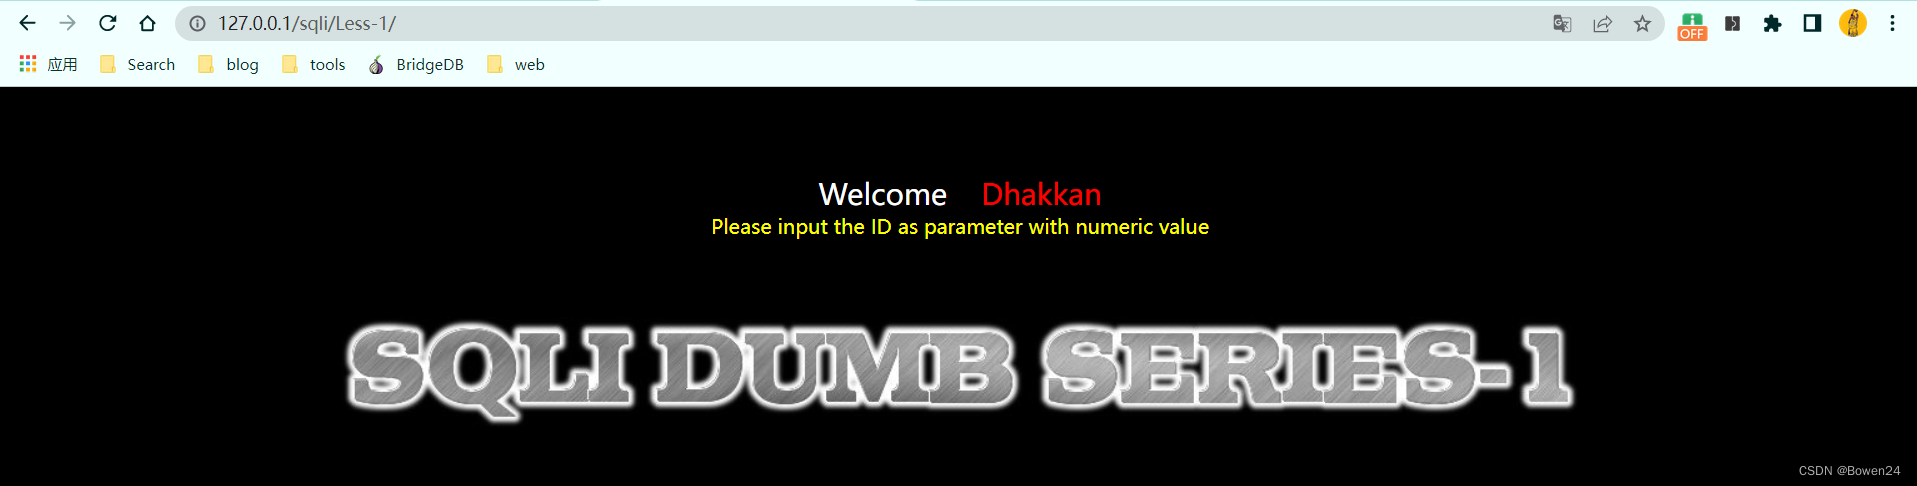 127.0.0.1/sqli/Less-1/
OFF
应用 Search blog tools BridgeDB web
Welcome Dhakkan
Please input the ID as parameter with numeric value
SQLI DUMB SERIES-1
CSDN @Bowen24